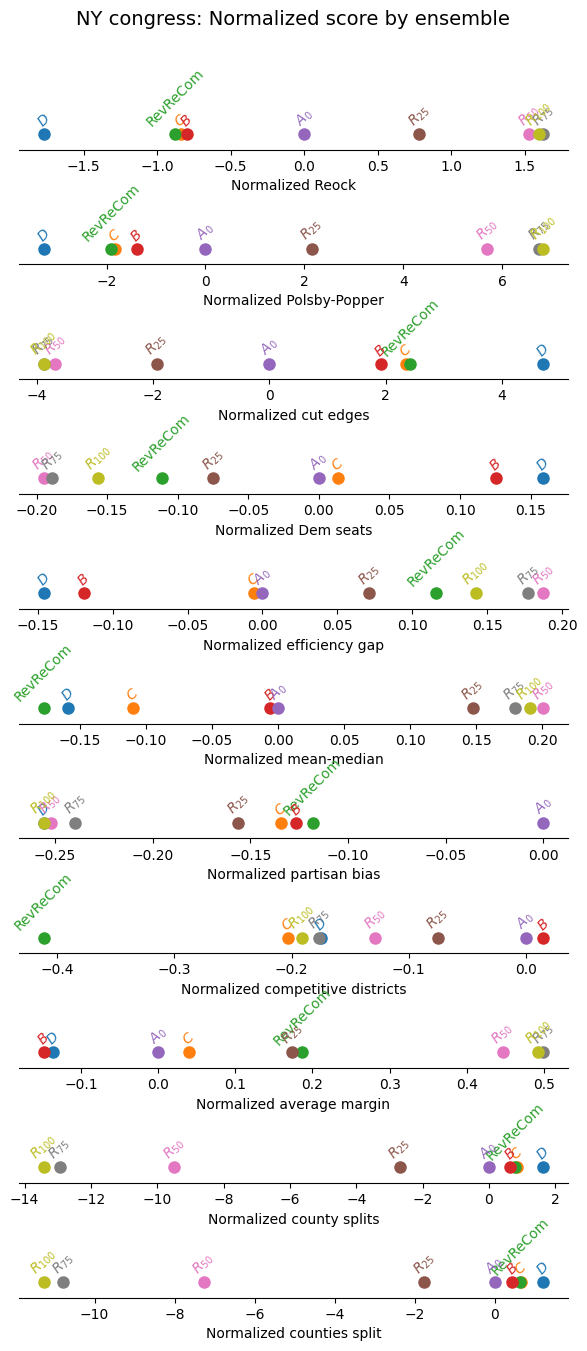 NY congress: Normalized score by ensemble
D RevReCom C B A₀ R₂₅ R₅₀ R₁₀₀ R₇₅
−1.5 −1.0 −0.5 0.0 0.5 1.0 1.5
Normalized Reock
D RevReCom C B A₀ R₂₅ R₅₀ R₇₅ R₁₀₀
−2 0 2 4 6
Normalized Polsby-Popper
R₁₀₀ R₇₅ R₅₀ R₂₅ A₀ B C RevReCom D
−4 −2 0 2 4
Normalized cut edges
R₅₀ R₇₅ R₁₀₀ RevReCom R₂₅ A₀ C B D
−0.20 −0.15 −0.10 −0.05 0.00 0.05 0.10 0.15
Normalized Dem seats
D B C A₀ R₂₅ RevReCom R₁₀₀ R₇₅ R₅₀
−0.15 −0.10 −0.05 0.00 0.05 0.10 0.15 0.20
Normalized efficiency gap
RevReCom D C B A₀ R₂₅ R₇₅ R₁₀₀ R₅₀
−0.15 −0.10 −0.05 0.00 0.05 0.10 0.15 0.20
Normalized mean-median
R₁₀₀ D R₅₀ R₇₅ R₂₅ C B RevReCom A₀
−0.25 −0.20 −0.15 −0.10 −0.05 0.00
Normalized partisan bias
RevReCom C R₁₀₀ R₇₅ D R₅₀ R₂₅ A₀ B
−0.4 −0.3 −0.2 −0.1 0.0
Normalized competitive districts
B D A₀ C R₂₅ RevReCom R₅₀ R₁₀₀ R₇₅
−0.1 0.0 0.1 0.2 0.3 0.4 0.5
Normalized average margin
R₁₀₀ R₇₅ R₅₀ R₂₅ A₀ B RevReCom C D
−14 −12 −10 −8 −6 −4 −2 0 2
Normalized county splits
R₁₀₀ R₇₅ R₅₀ R₂₅ A₀ B RevReCom C D
−10 −8 −6 −4 −2 0
Normalized counties split